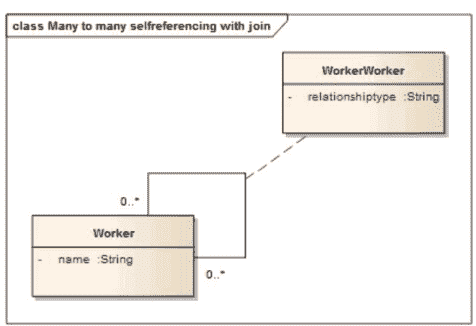 class Many to many selfreferencing with join
WorkerWorker
- relationshiptype :String
0..*
Worker
- name :String
0..*